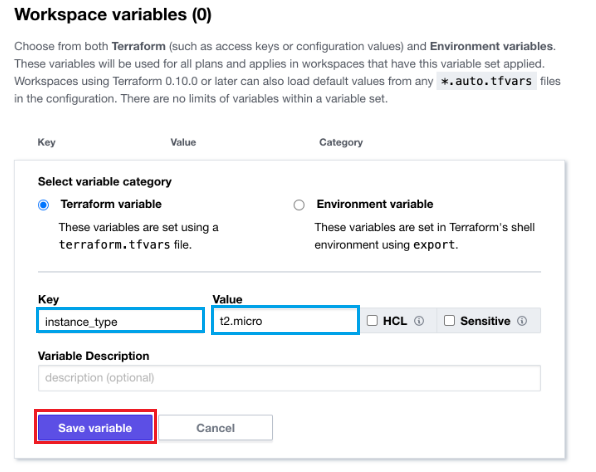 Workspace variables (0)
Choose from both Terraform (such as access keys or configuration values) and Environment variables.
These variables will be used for all plans and applies in workspaces that have this variable set applied.
Workspaces using Terraform 0.10.0 or later can also load default values from any *.auto.tfvars files
in the configuration. There are no limits of variables within a variable set.
Key Value Category
Select variable category
Terraform variable
These variables are set using a
terraform.tfvars file.
Environment variable
These variables are set in Terraform's shell
environment using export.
Key Value
instance_type t2.micro HCL Sensitive
Variable Description
description (optional)
Save variable Cancel